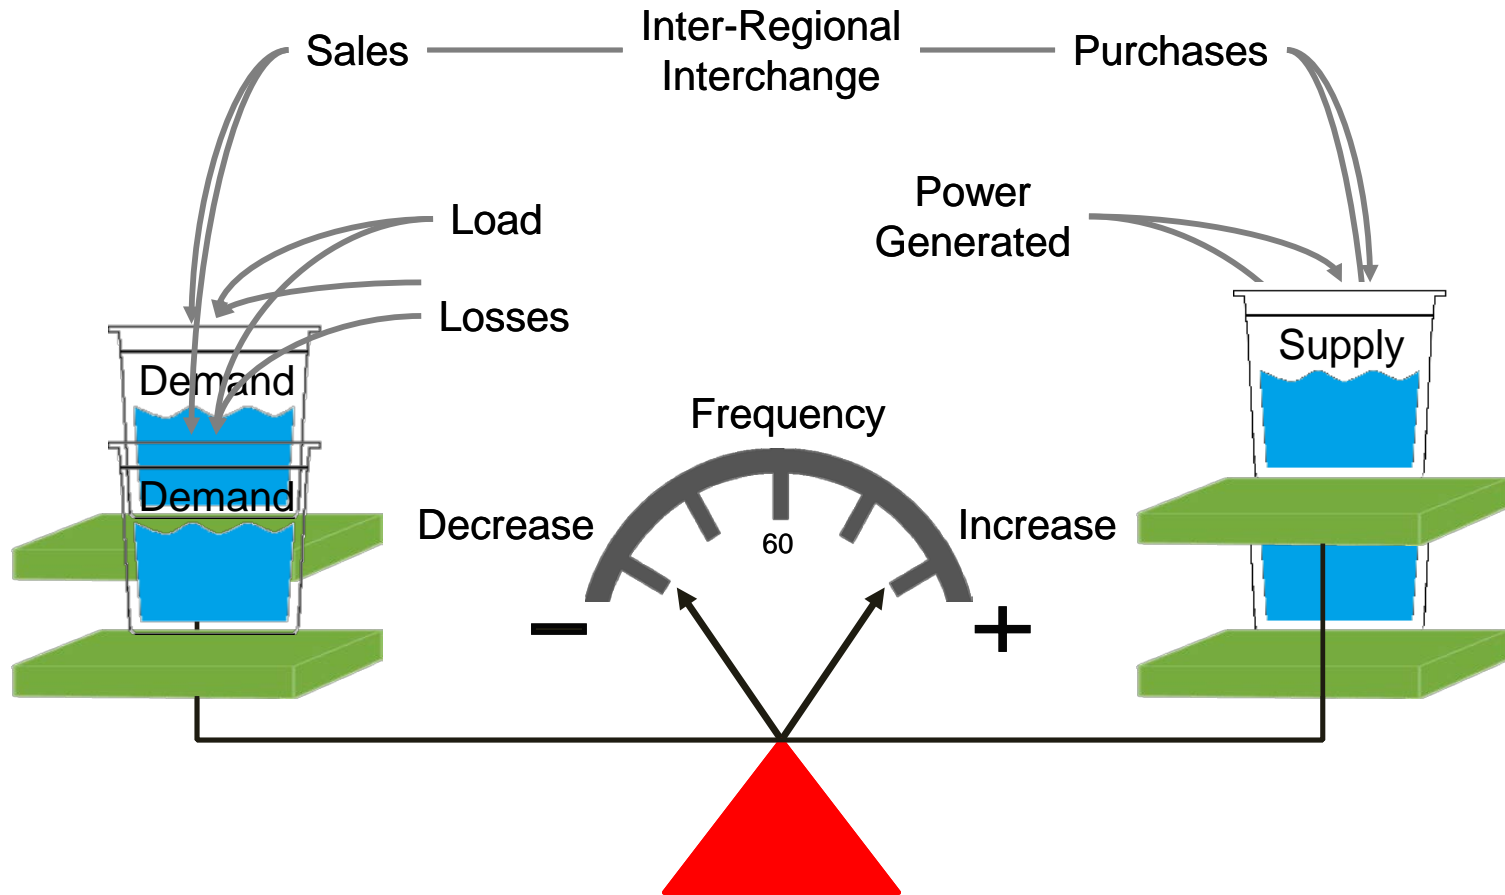 Sales
Inter-Regional
Interchange
Purchases
Load
Power
Generated
Losses
Demand
Supply
Frequency
Demand
Decrease
60
Increase